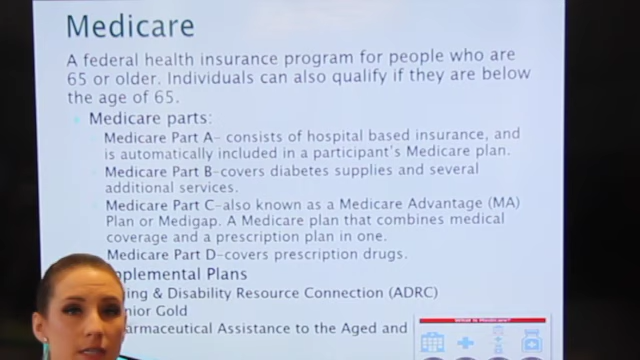 Medicare
A federal health insurance program for people who are
65 or older. Individuals can also qualify if they are below
the age of 65.
Medicare parts:
Medicare Part A- consists of hospital based insurance, and
is automatically included in a participant's Medicare plan.
Medicare Part B-covers diabetes supplies and several
additional services.
Medicare Part C-also known as a Medicare Advantage (MA)
Plan or Medigap. A Medicare plan that combines medical
coverage and a prescription plan in one.
Medicare Part D-covers prescription drugs.
Plans
& Disability Resource Connection (ADRC)
Gold
Assistance to the Aged and
What is Medicare?